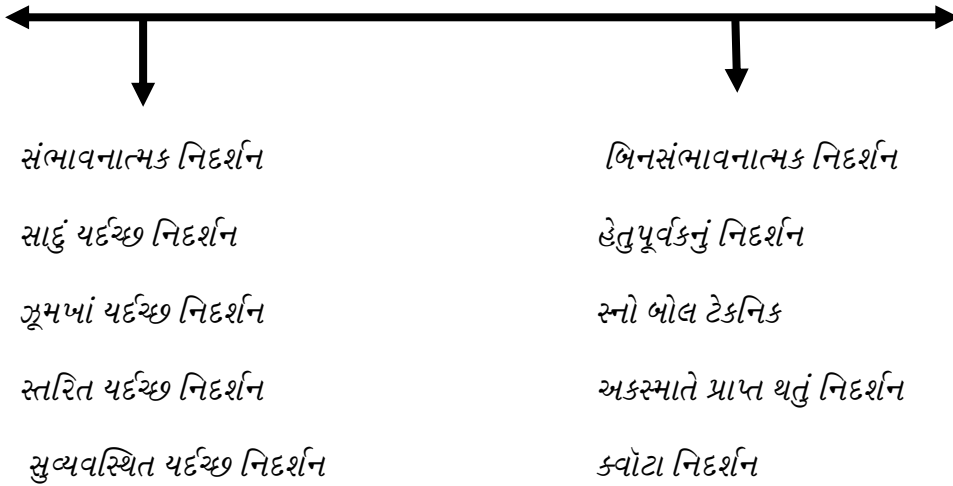 સંભાવનાત્મક નિદર્શન
સાદું યર્દચ્છ નિદર્શન
ઝૂમખાં યર્દચ્છ નિદર્શન
સ્તરિત યર્દચ્છ નિદર્શન
સુવ્યવસ્થિત યર્દચ્છ નિદર્શન
બિનસંભાવનાત્મક નિદર્શન
હેતુપૂર્વકનું નિદર્શન
સ્નો બોલ ટેકનિક
અકસ્માતે પ્રાપ્ત થતું નિદર્શન
ક્વૉટા નિદર્શન